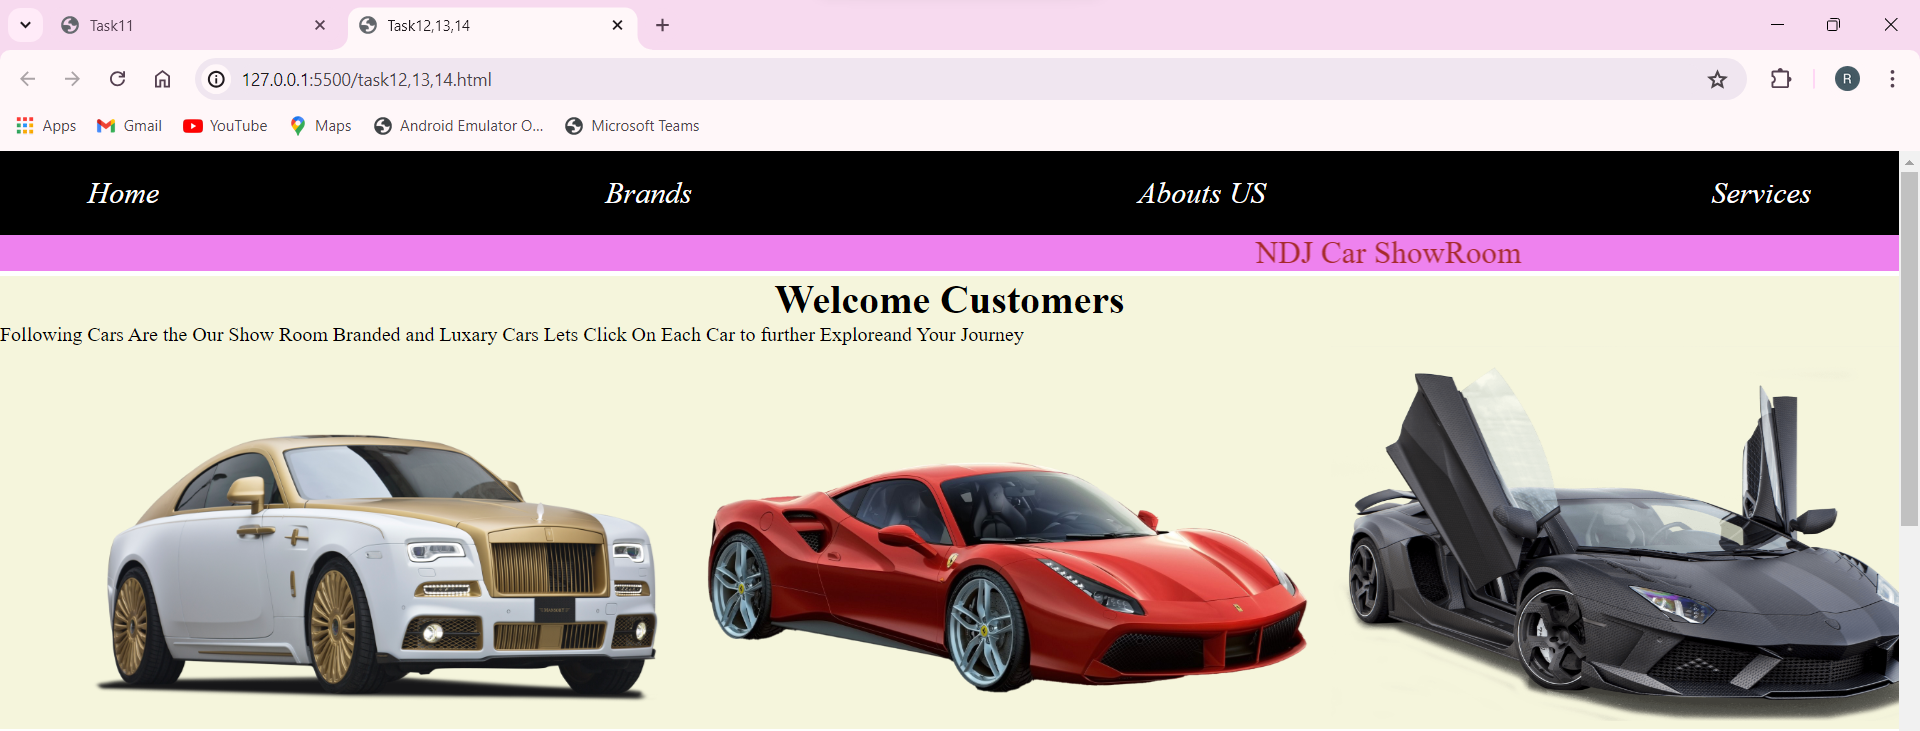 Task11
Task12,13,14
127.0.0.1:5500/task12,13,14.html
R
Apps
Gmail
YouTube
Maps
Android Emulator O...
Microsoft Teams
Home
Brands
Abouts US
Services
NDJ Car ShowRoom
Welcome Customers
Following Cars Are the Our Show Room Branded and Luxary Cars Lets Click On Each Car to further Exploreand Your Journey